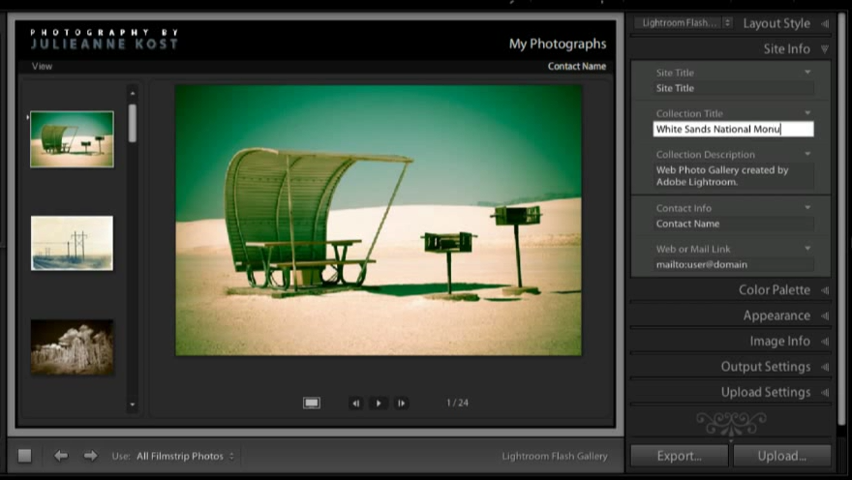 PHOTOGRAPHY BY
JULIEANNE KOST
My Photographs
View
Contact Name
1 / 24
Use: All Filmstrip Photos
Lightroom Flash Gallery
Lightroom Flash...
Layout Style
Site Info
Site Title
Site Title
Collection Title
White Sands National Monu
Collection Description
Web Photo Gallery created by
Adobe Lightroom.
Contact Info
Contact Name
Web or Mail Link
mailto:user@domain
Color Palette
Appearance
Image Info
Output Settings
Upload Settings
Export...
Upload...